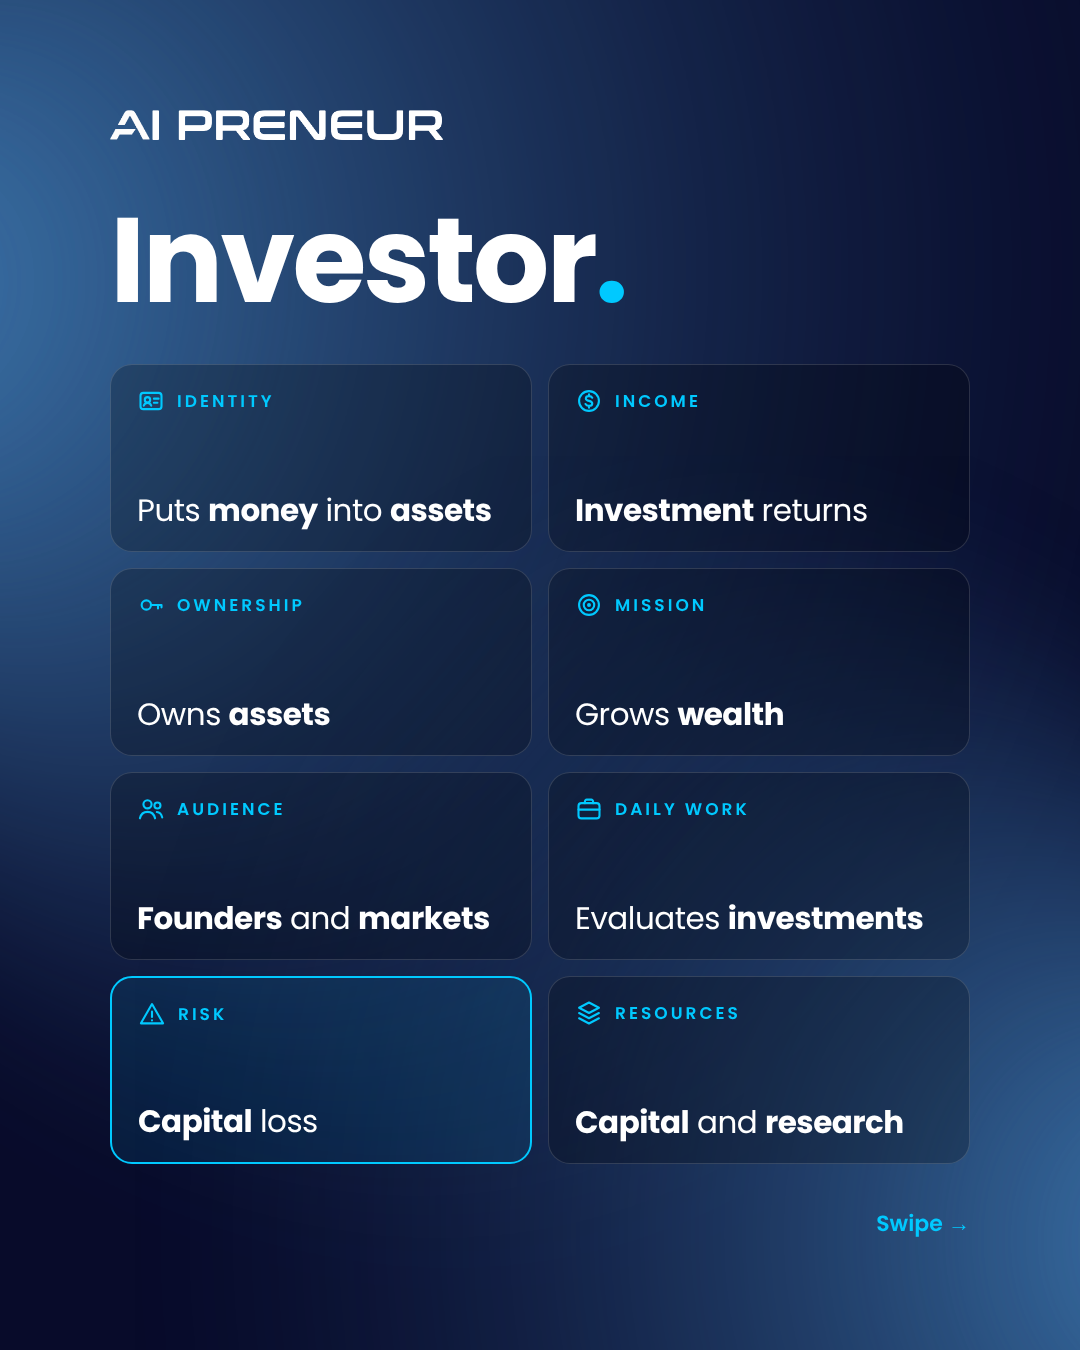 AI PRENEUR
Investor.
IDENTITY
Puts money into assets
INCOME
Investment returns
OWNERSHIP
Owns assets
MISSION
Grows wealth
AUDIENCE
Founders and markets
DAILY WORK
Evaluates investments
RISK
Capital loss
RESOURCES
Capital and research
Swipe →